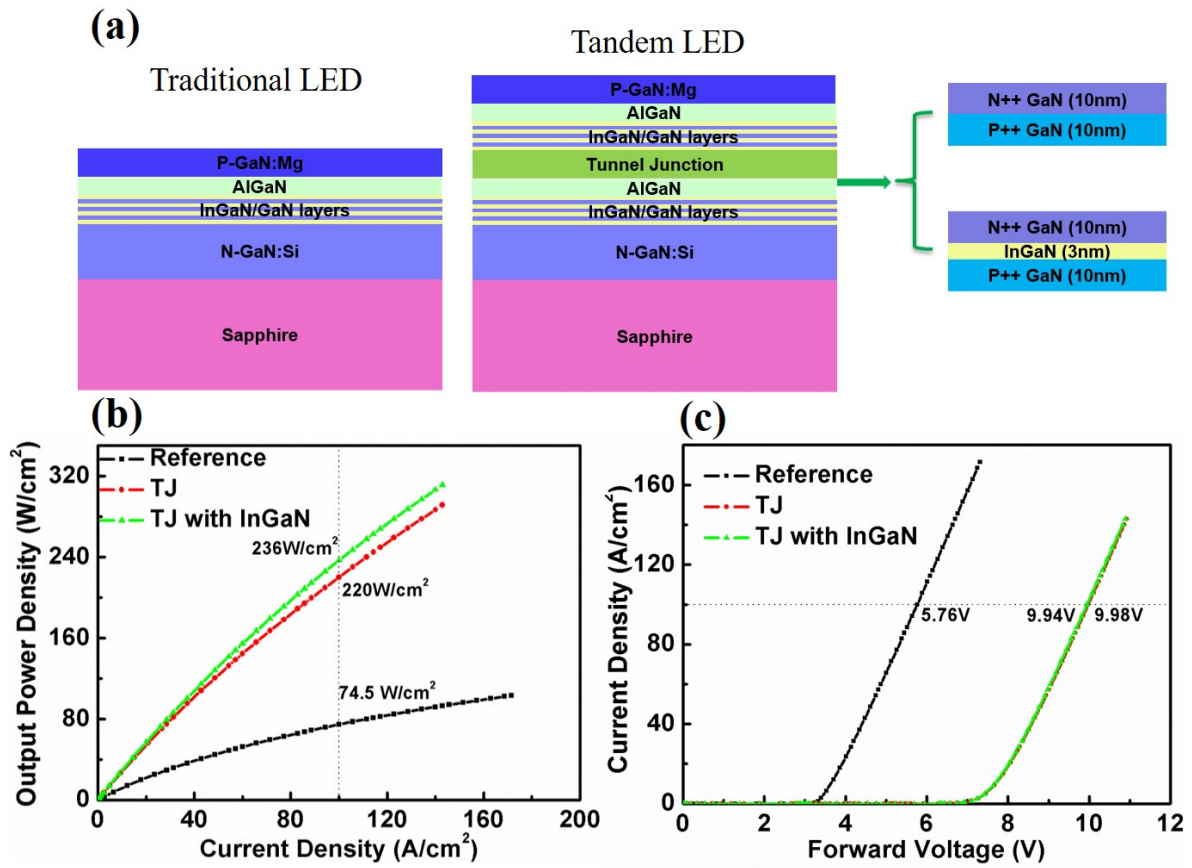 (a)
Traditional LED
P-GaN:Mg
AlGaN
InGaN/GaN layers
N-GaN:Si
Sapphire
Tandem LED
P-GaN:Mg
AlGaN
InGaN/GaN layers
Tunnel Junction
AlGaN
InGaN/GaN layers
N-GaN:Si
Sapphire
N++ GaN (10nm)
P++ GaN (10nm)
N++ GaN (10nm)
InGaN (3nm)
P++ GaN (10nm)
(b)
Output Power Density (W/cm²)
320
240
160
80
0
Reference
TJ
TJ with InGaN
236W/cm²
220W/cm²
74.5 W/cm²
0 40 80 120 160 200
Current Density (A/cm²)
(c)
Current Density (A/cm²)
160
120
80
40
0
Reference
TJ
TJ with InGaN
5.76V 9.94V 9.98V
0 2 4 6 8 10 12
Forward Voltage (V)